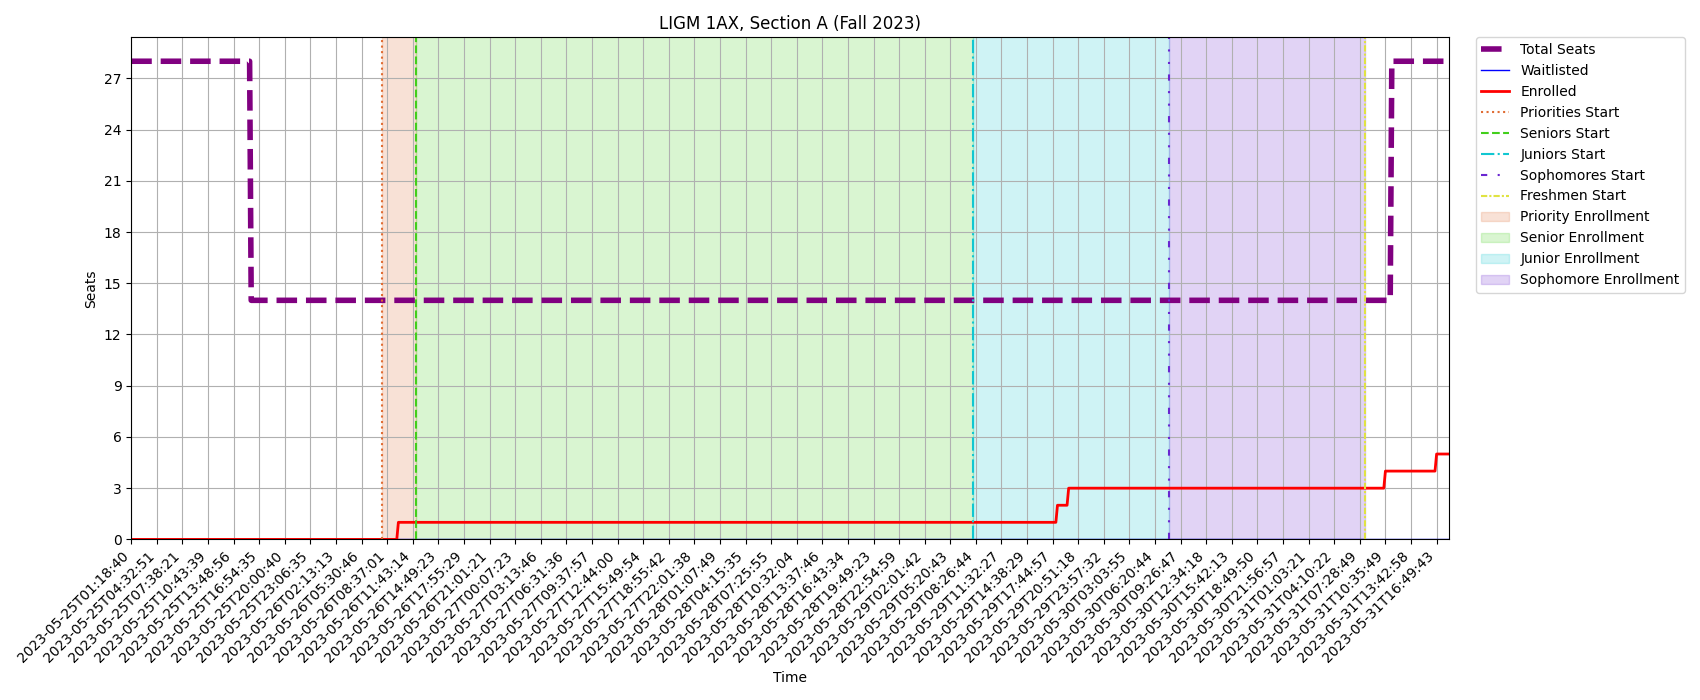 LIGM 1AX, Section A (Fall 2023)
Total Seats
Waitlisted
Enrolled
Priorities Start
Seniors Start
Juniors Start
Sophomores Start
Freshmen Start
Priority Enrollment
Senior Enrollment
Junior Enrollment
Sophomore Enrollment
Seats
27
24
21
18
15
12
9
6
3
0
2023-05-25T01:18:40
2023-05-25T04:32:51
2023-05-25T07:38:21
2023-05-25T10:43:39
2023-05-25T13:48:56
2023-05-25T16:54:35
2023-05-25T20:00:40
2023-05-25T23:06:35
2023-05-26T02:13:13
2023-05-26T05:30:46
2023-05-26T08:37:01
2023-05-26T11:43:14
2023-05-26T14:49:23
2023-05-26T17:55:29
2023-05-26T21:01:21
2023-05-27T00:07:23
2023-05-27T03:13:46
2023-05-27T06:31:36
2023-05-27T09:37:57
2023-05-27T12:44:00
2023-05-27T15:49:54
2023-05-27T18:55:42
2023-05-27T22:01:38
2023-05-28T01:07:49
2023-05-28T04:15:35
2023-05-28T07:25:55
2023-05-28T10:32:04
2023-05-28T13:37:46
2023-05-28T16:43:34
2023-05-28T19:49:23
2023-05-28T22:54:59
2023-05-29T02:01:42
2023-05-29T05:20:43
2023-05-29T08:26:44
2023-05-29T11:32:27
2023-05-29T14:38:29
2023-05-29T17:44:57
2023-05-29T20:51:18
2023-05-29T23:57:32
2023-05-30T03:03:55
2023-05-30T06:20:44
2023-05-30T09:26:47
2023-05-30T12:34:18
2023-05-30T15:42:13
2023-05-30T18:49:50
2023-05-30T21:56:57
2023-05-31T01:03:21
2023-05-31T04:10:22
2023-05-31T07:28:49
2023-05-31T10:35:49
2023-05-31T13:42:58
2023-05-31T16:49:43
Time